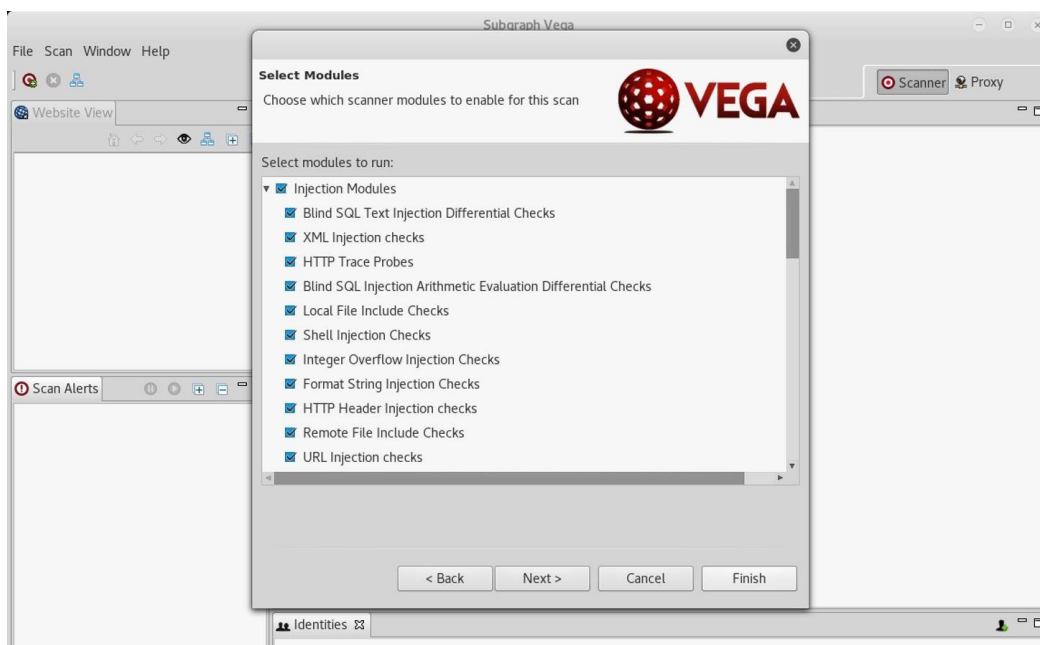 Subgraph Vega
File Scan Window Help
Scanner Proxy
Website View
Select Modules
Choose which scanner modules to enable for this scan
VEGA
Select modules to run:
Injection Modules
Blind SQL Text Injection Differential Checks
XML Injection checks
HTTP Trace Probes
Blind SQL Injection Arithmetic Evaluation Differential Checks
Local File Include Checks
Shell Injection Checks
Integer Overflow Injection Checks
Format String Injection Checks
HTTP Header Injection checks
Remote File Include Checks
URL Injection checks
Scan Alerts
< Back Next > Cancel Finish
Identities